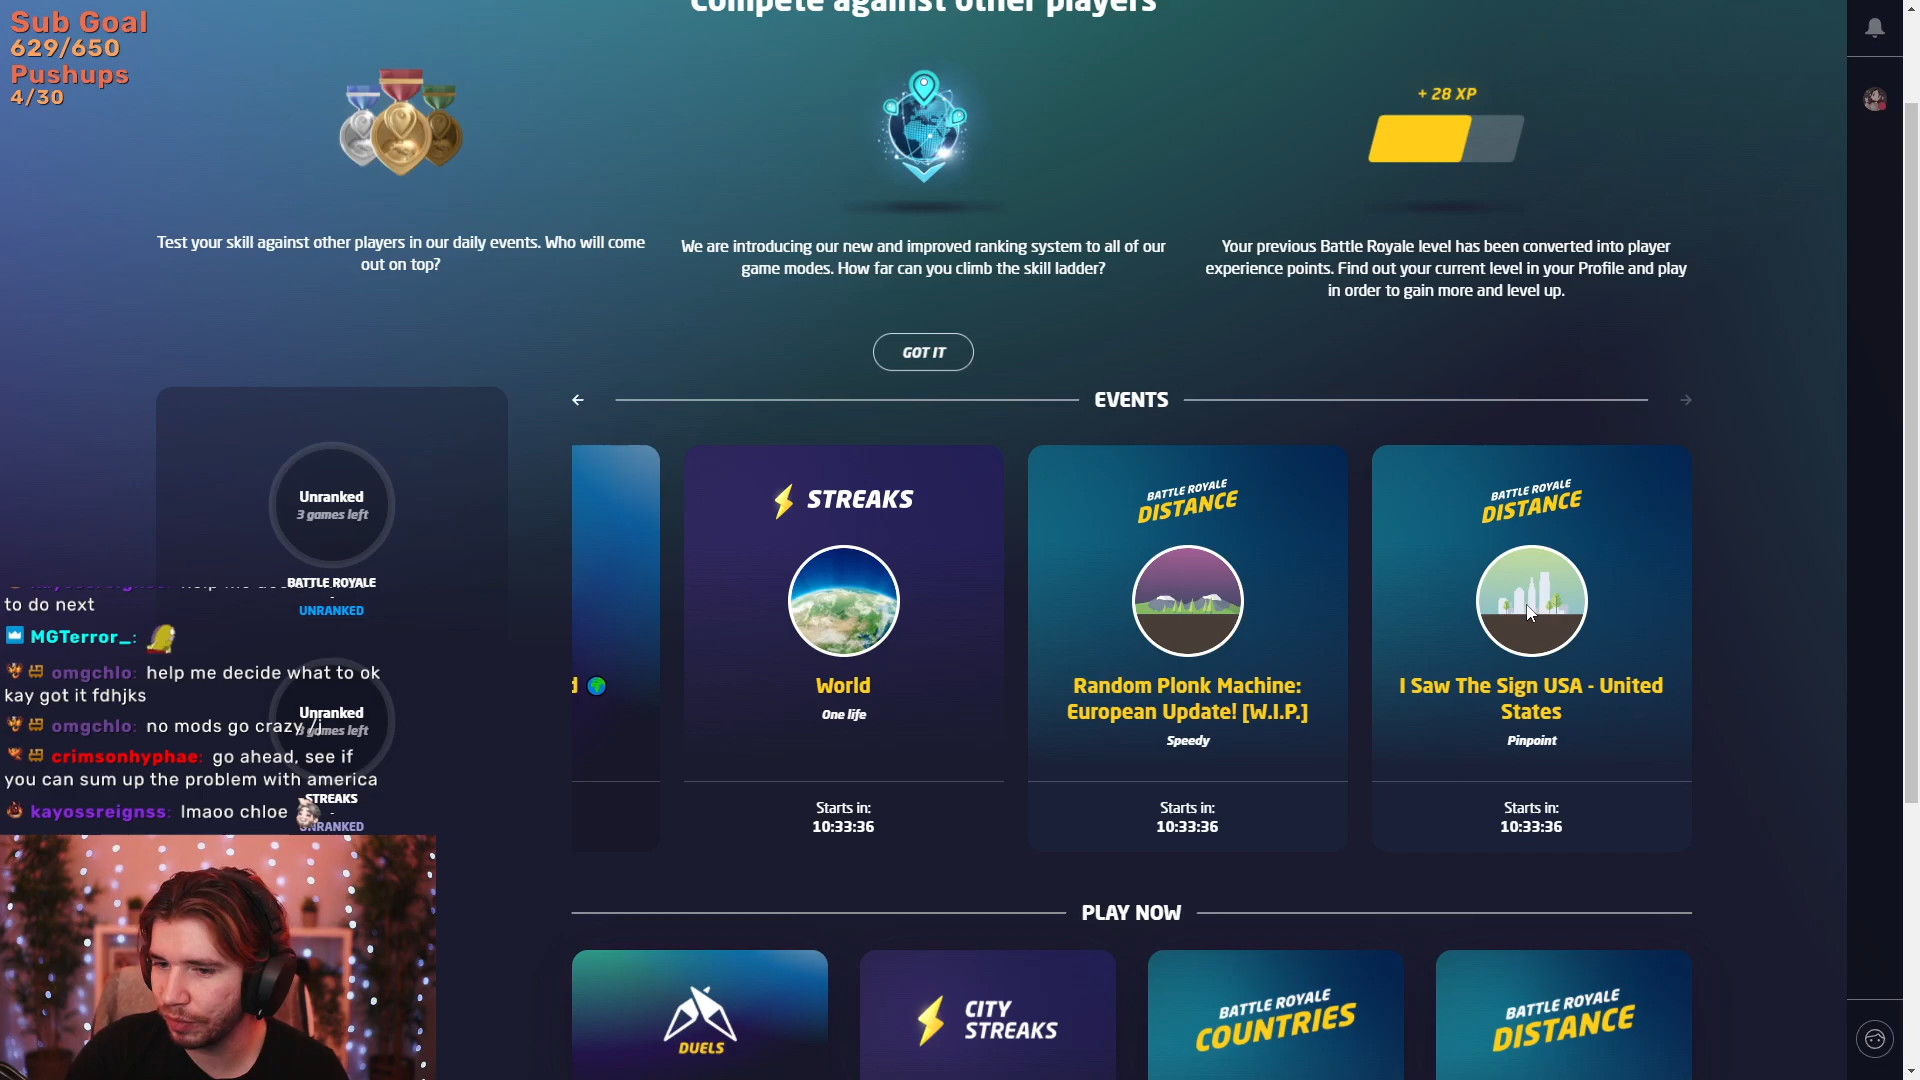 Sub Goal
629/650
Pushups
4/30
Compete against other players
+ 28 XP
Test your skill against other players in our daily events. Who will come
out on top?
We are introducing our new and improved ranking system to all of our
game modes. How far can you climb the skill ladder?
Your previous Battle Royale level has been converted into player
experience points. Find out your current level in your Profile and play
in order to gain more and level up.
GOT IT
EVENTS
Unranked
3 games left
BATTLE ROYALE
-
UNRANKED
Unranked
games left
STREAKS
-
UNRANKED
to do next
MGTerror_:
omgchlo: help me decide what to ok
kay got it fdhjks
omgchlo: no mods go crazy /j
crimsonhyphae: go ahead, see if
you can sum up the problem with america
kayossreignss: lmaoo chloe
STREAKS
World
One life
Starts in:
10:33:36
BATTLE ROYALE
DISTANCE
Random Plonk Machine:
European Update! [W.I.P.]
Speedy
Starts in:
10:33:36
BATTLE ROYALE
DISTANCE
I Saw The Sign USA - United
States
Pinpoint
Starts in:
10:33:36
PLAY NOW
DUELS
CITY
STREAKS
BATTLE ROYALE
COUNTRIES
BATTLE ROYALE
DISTANCE